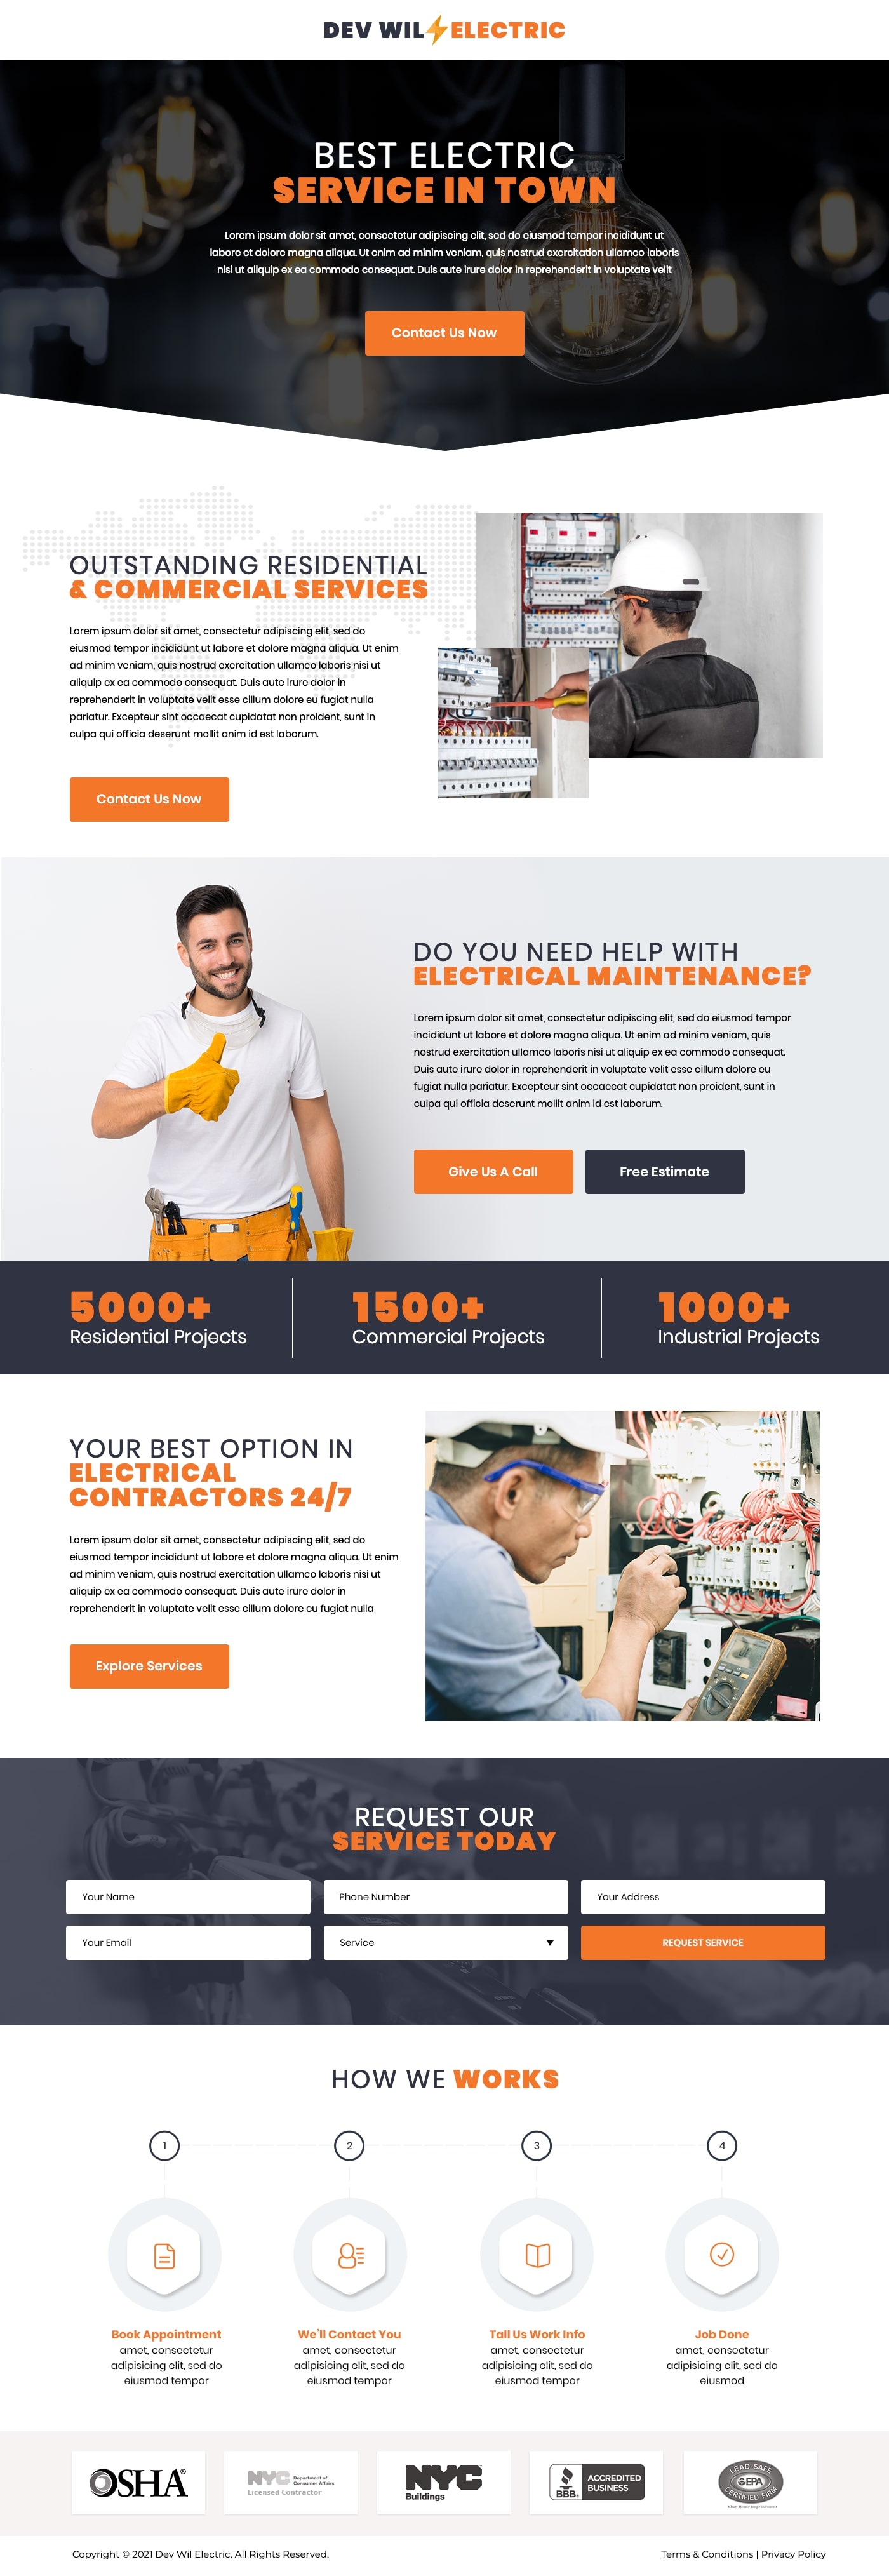 DEV WIL ELECTRIC
BEST ELECTRIC
SERVICE IN TOWN
Lorem ipsum dolor sit amet, consectetur adipiscing elit, sed do eiusmod tempor incididunt ut
labore et dolore magna aliqua. Ut enim ad minim veniam, quis nostrud exercitation ullamco laboris
nisi ut aliquip ex ea commodo consequat. Duis aute irure dolor in reprehenderit in voluptate velit
Contact Us Now
OUTSTANDING RESIDENTIAL
& COMMERCIAL SERVICES
Lorem ipsum dolor sit amet, consectetur adipiscing elit, sed do
eiusmod tempor incididunt ut labore et dolore magna aliqua. Ut enim
ad minim veniam, quis nostrud exercitation ullamco laboris nisi ut
aliquip ex ea commodo consequat. Duis aute irure dolor in
reprehenderit in voluptate velit esse cillum dolore eu fugiat nulla
pariatur. Excepteur sint occaecat cupidatat non proident, sunt in
culpa qui officia deserunt mollit anim id est laborum.
Contact Us Now
DO YOU NEED HELP WITH
ELECTRICAL MAINTENANCE?
Lorem ipsum dolor sit amet, consectetur adipiscing elit, sed do eiusmod tempor
incididunt ut labore et dolore magna aliqua. Ut enim ad minim veniam, quis
nostrud exercitation ullamco laboris nisi ut aliquip ex ea commodo consequat.
Duis aute irure dolor in reprehenderit in voluptate velit esse cillum dolore eu
fugiat nulla pariatur. Excepteur sint occaecat cupidatat non proident, sunt in
culpa qui officia deserunt mollit anim id est laborum.
Give Us A Call
Free Estimate
5000+
Residential Projects
1500+
Commercial Projects
1000+
Industrial Projects
YOUR BEST OPTION IN
ELECTRICAL
CONTRACTORS 24/7
Lorem ipsum dolor sit amet, consectetur adipiscing elit, sed do
eiusmod tempor incididunt ut labore et dolore magna aliqua. Ut enim
ad minim veniam, quis nostrud exercitation ullamco laboris nisi ut
aliquip ex ea commodo consequat. Duis aute irure dolor in
reprehenderit in voluptate velit esse cillum dolore eu fugiat nulla
Explore Services
REQUEST OUR
SERVICE TODAY
Your Name
Phone Number
Your Address
Your Email
Service
REQUEST SERVICE
HOW WE WORKS
1
2
3
4
Book Appointment
amet, consectetur
adipisicing elit, sed do
eiusmod tempor
We'll Contact You
amet, consectetur
adipisicing elit, sed do
eiusmod tempor
Tall Us Work Info
amet, consectetur
adipisicing elit, sed do
eiusmod tempor
Job Done
amet, consectetur
adipisicing elit, sed do
eiusmod
OSHA®
NYC Department of
Consumer Affairs
Licensed Contractor
NYC
Buildings
BBB
ACCREDITED
BUSINESS
LEAD-SAFE
EPA
CERTIFIED FIRM
Copyright © 2021 Dev Wil Electric. All Rights Reserved.
Terms & Conditions | Privacy Policy